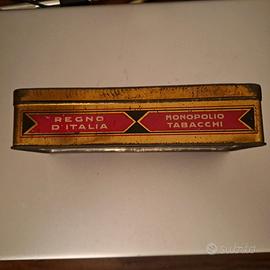 REGNO
D'ITALIA
MONOPOLIO
TABACCHI
Subito